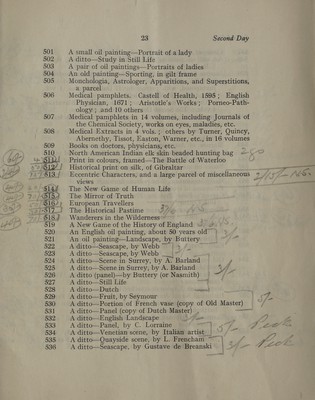 23
Second Day
501 A small oil painting—Portrait of a lady
502 A ditto—Study in Still Life
503 A pair of oil paintings—Portraits of ladies
504 An old painting—Sporting, in gilt frame
505 Monchologia, Astrologer, Apparitions, and Superstitions,
a parcel
506 Medical pamphlets. Castell of Health, 1595; English
Physician, 1671; Aristotle's Works; Porneo-Path-
ology; and 10 others
507 Medical pamphlets in 14 volumes, including Journals of
the Chemical Society, works on eyes, maladies, etc.
508 Medical Extracts in 4 vols.; others by Turner, Quincy,
Abernethy, Tissot, Easton, Warner, etc., in 16 volumes
509 Books on doctors, physicians, etc.
510 North American Indian elk skin beaded hunting bag
511 Print in colours, framed—The Battle of Waterloo
512 Historical print on silk, of Gibraltar
513 Eccentric Characters, and a large parcel of miscellaneous
views
514 The New Game of Human Life
515 The Mirror of Truth
516 European Travellers
517 The Historical Pastime
518 Wanderers in the Wilderness
519 A New Game of the History of England
520 An English oil painting, about 50 years old
521 An oil painting—Landscape, by Buttery
522 A ditto—Seascape, by Webb
523 A ditto—Seascape, by Webb
524 A ditto—Scene in Surrey, by A. Barland
525 A ditto—Scene in Surrey, by A. Barland
526 A ditto (panel)—by Buttery (or Naamith)
527 A ditto—Still Life
528 A ditto—Dutch
529 A ditto—Fruit, by Seymour
530 A ditto—Portion of French vase (copy of Old Master)
531 A ditto—Panel (copy of Dutch Master)
532 A ditto—English Landscape
533 A ditto—Panel, by C. Lorraine
534 A ditto—Venetian scene, by Italian artist
535 A ditto—Quayside scene, by L. Frencham
536 A ditto—Seascape, by Gustave de Breanski